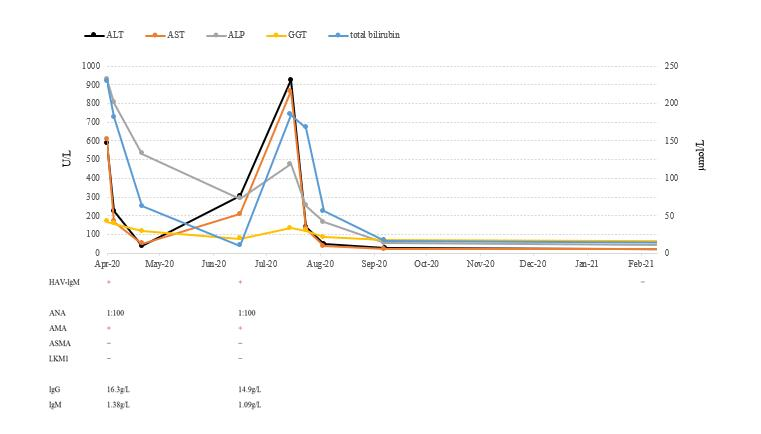 ALT AST ALP GGT total bilirubin
1000 250
900
800 200
700
600 150
500
U/L μmol/L
400 100
300
200 50
100
0 0
Apr-20 May-20 Jun-20 Jul-20 Aug-20 Sep-20 Oct-20 Nov-20 Dec-20 Jan-21 Feb-21
HAV-IgM + + −
ANA 1:100 1:100
AMA + +
ASMA − −
LKM1 − −
IgG 16.3g/L 14.9g/L
IgM 1.38g/L 1.09g/L